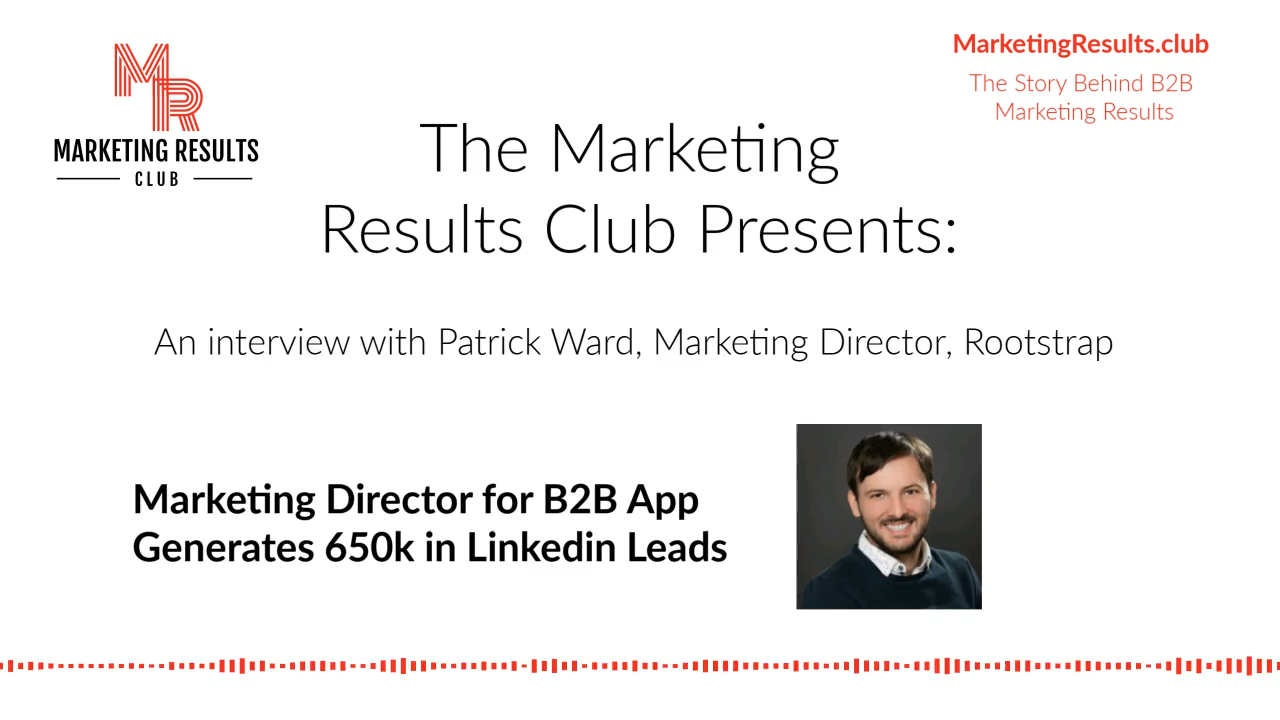 MR
MARKETING RESULTS
CLUB
MarketingResults.club
The Story Behind B2B
Marketing Results
The Marketing
Results Club Presents:
An interview with Patrick Ward, Marketing Director, Rootstrap
Marketing Director for B2B App
Generates 650k in Linkedin Leads